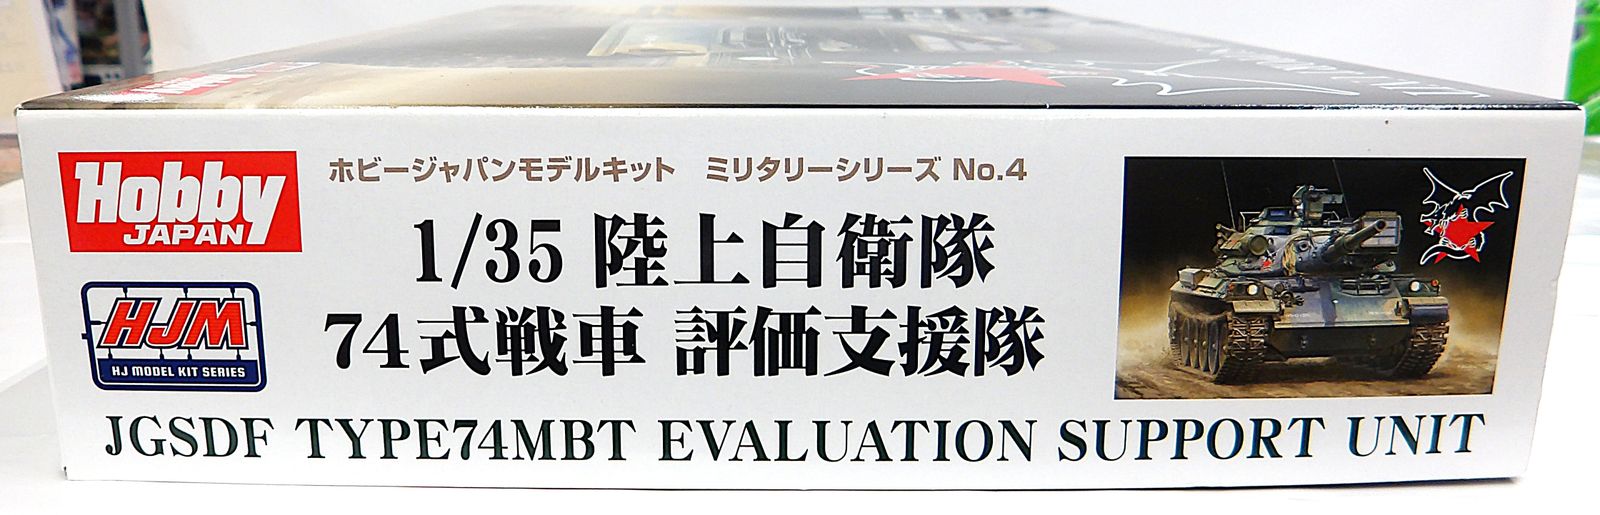 Hobby
JAPAN
ホビージャパンモデルキット　ミリタリーシリーズ No.4
1/35 陸上自衛隊
74式戦車 評価支援隊
HJM
HJ MODEL KIT SERIES
JGSDF TYPE74MBT EVALUATION SUPPORT UNIT